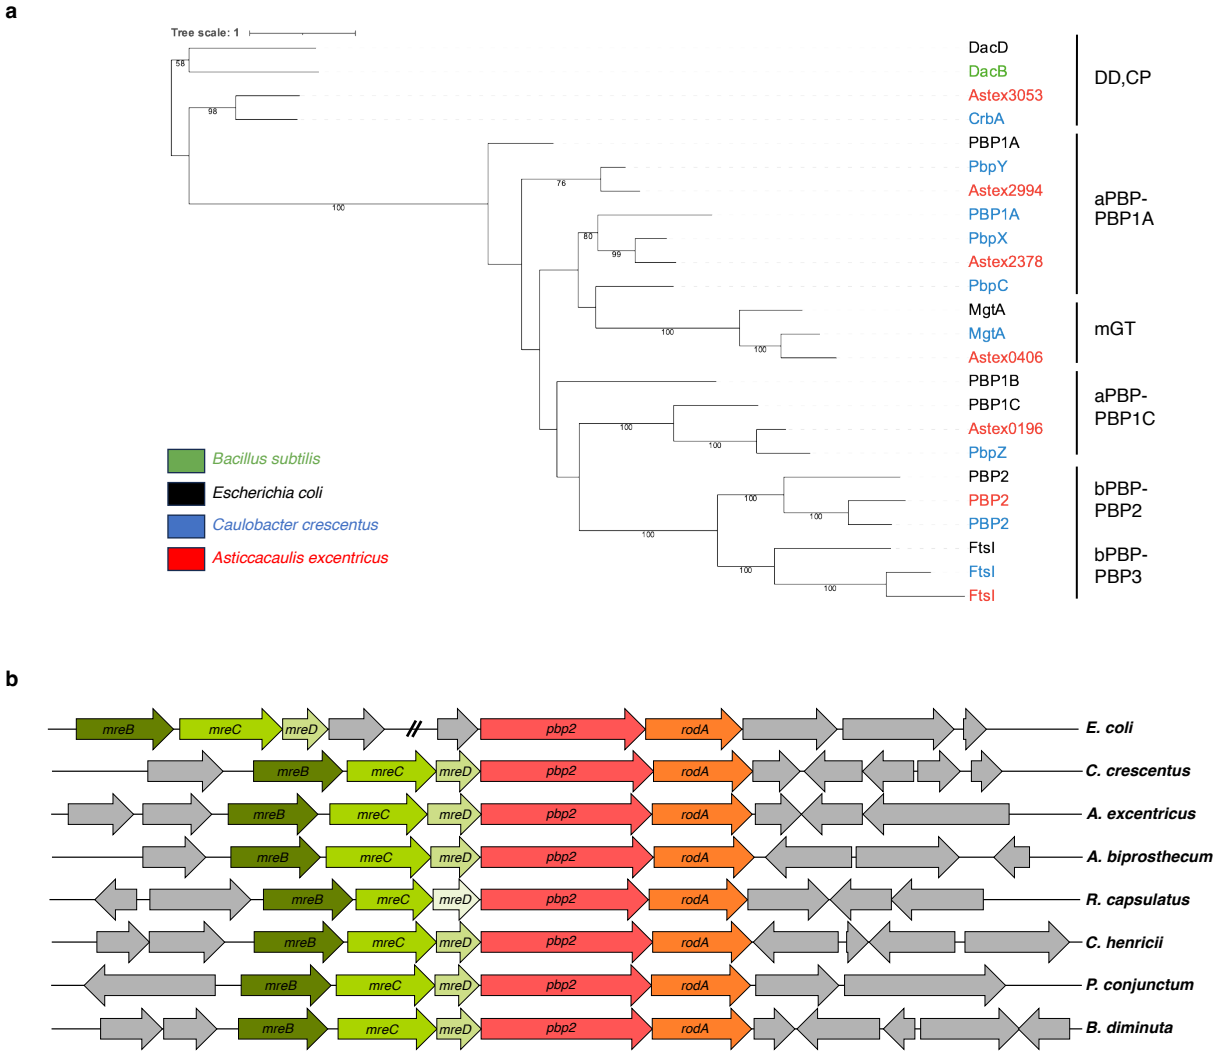 a
Tree scale: 1
DacD
58
DacB
DD,CP
Astex3053
98
CrbA
PBP1A
PbpY
76
Astex2994
aPBP-
PBP1A
100
PBP1A
80
PbpX
99
Astex2378
PbpC
MgtA
100
MgtA
mGT
100
Astex0406
PBP1B
aPBP-
PBP1C
PBP1C
100
Astex0196
100
PbpZ
Bacillus subtilis
PBP2
bPBP-
PBP2
Escherichia coli
100
PBP2
100
PBP2
Caulobacter crescentus
100
FtsI
bPBP-
PBP3
Asticcacaulis excentricus
100
FtsI
100
FtsI
b
mreB mreC mreD // pbp2 rodA E. coli
mreB mreC mreD pbp2 rodA C. crescentus
mreB mreC mreD pbp2 rodA A. excentricus
mreB mreC mreD pbp2 rodA A. biprosthecum
mreB mreC mreD pbp2 rodA R. capsulatus
mreB mreC mreD pbp2 rodA C. henricii
mreB mreC mreD pbp2 rodA P. conjunctum
mreB mreC mreD pbp2 rodA B. diminuta